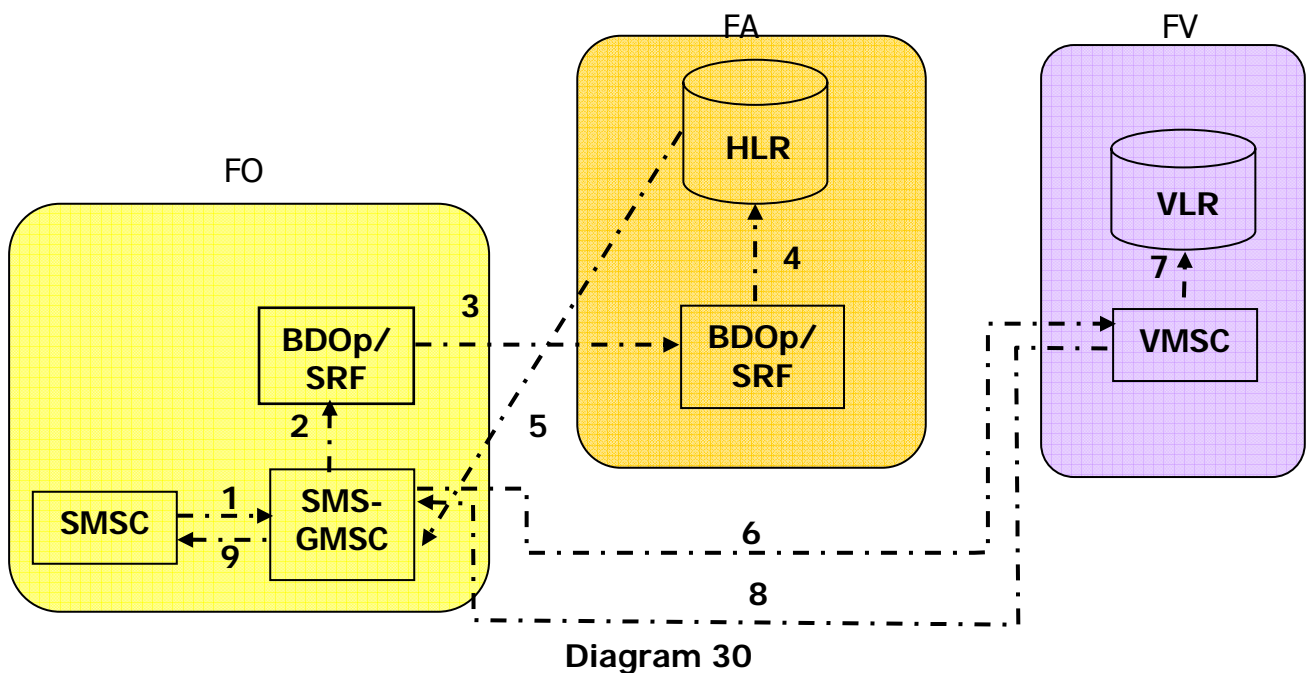 FO
BDOp/
SRF
2
SMSC
1
9
SMS-
GMSC
3
5
FA
HLR
4
BDOp/
SRF
6
8
FV
VLR
7
VMSC
Diagram 30